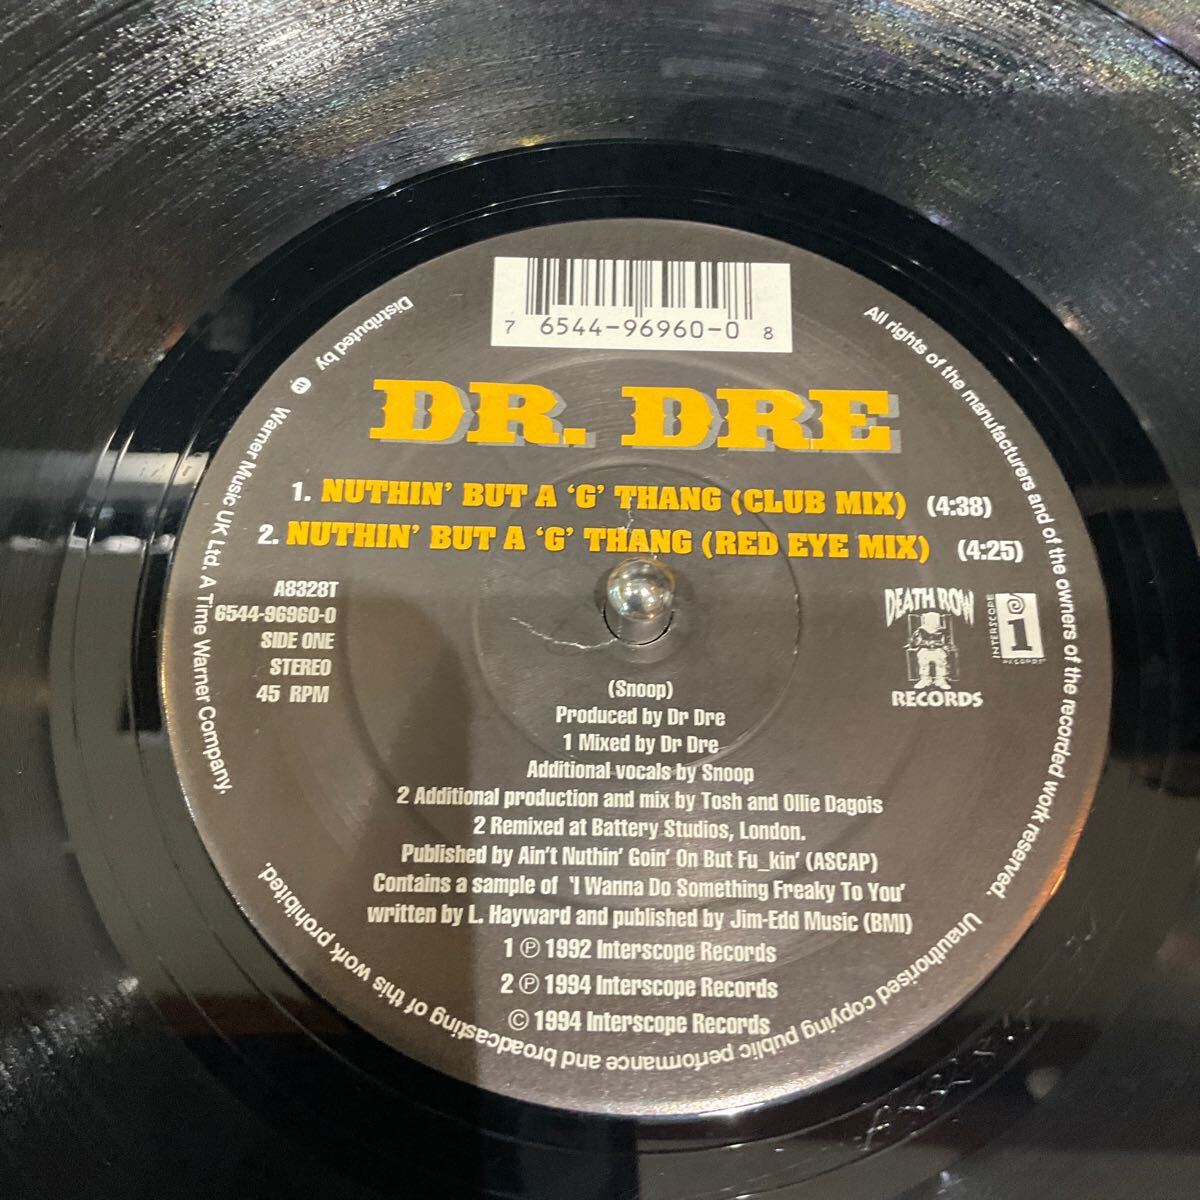 7 6544-96960-0 8
DR. DRE
1. NUTHIN' BUT A 'G' THANG (CLUB MIX) (4:38)
2. NUTHIN' BUT A 'G' THANG (RED EYE MIX) (4:25)
A8328T
6544-96960-0
SIDE ONE
STEREO
45 RPM
DEATH ROW
RECORDS
INTERSCOPE
i
RECORDS
(Snoop)
Produced by Dr Dre
1 Mixed by Dr Dre
Additional vocals by Snoop
2 Additional production and mix by Tosh and Ollie Dagois
2 Remixed at Battery Studios, London.
Published by Ain't Nuthin' Goin' On But Fu_kin' (ASCAP)
Contains a sample of 'I Wanna Do Something Freaky To You'
written by L. Hayward and published by Jim-Edd Music (BMI)
1 ℗ 1992 Interscope Records
2 ℗ 1994 Interscope Records
© 1994 Interscope Records
All rights of the manufacturers and of the owners of the recorded work reserved.
Unauthorised copying public performance and broadcasting of this work prohibited.
Distributed by Warner Music UK Ltd. A Time Warner Company.